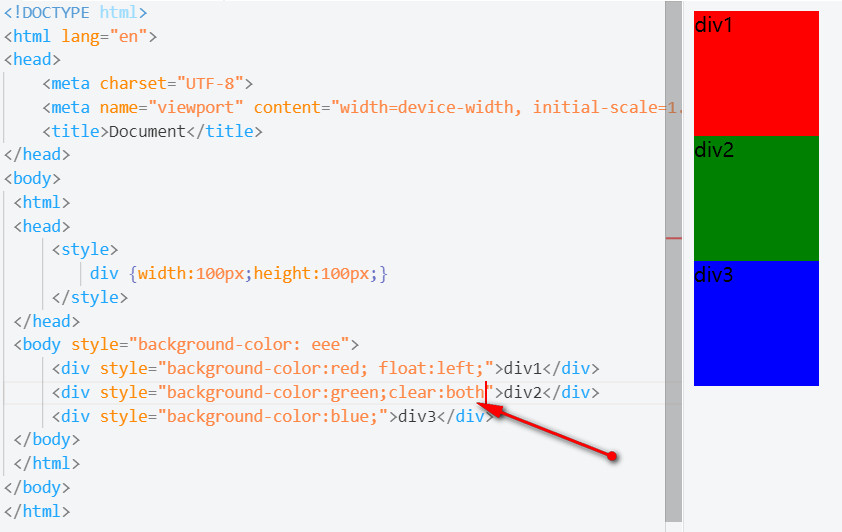 <!DOCTYPE html>
<html lang="en">
<head>
<meta charset="UTF-8">
<meta name="viewport" content="width=device-width, initial-scale=1.
<title>Document</title>
</head>
<body>
<html>
<head>
<style>
div {width:100px;height:100px;}
</style>
</head>
<body style="background-color: eee">
<div style="background-color:red; float:left;">div1</div>
<div style="background-color:green;clear:both">div2</div>
<div style="background-color:blue;">div3</div>
</body>
</html>
</body>
</html>
div1
div2
div3